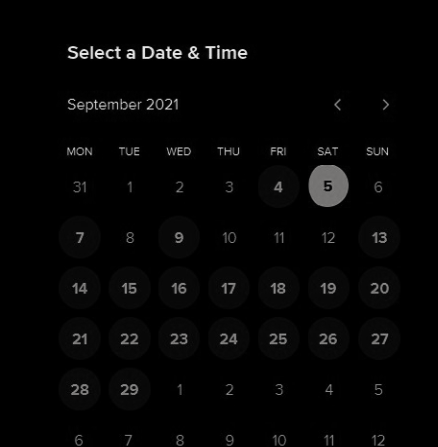 Select a Date & Time
September 2021
MON TUE WED THU FRI SAT SUN
31 1 2 3 4 5 6
7 8 9 10 11 12 13
14 15 16 17 18 19 20
21 22 23 24 25 26 27
28 29 1 2 3 4 5
6 7 8 9 10 11 12